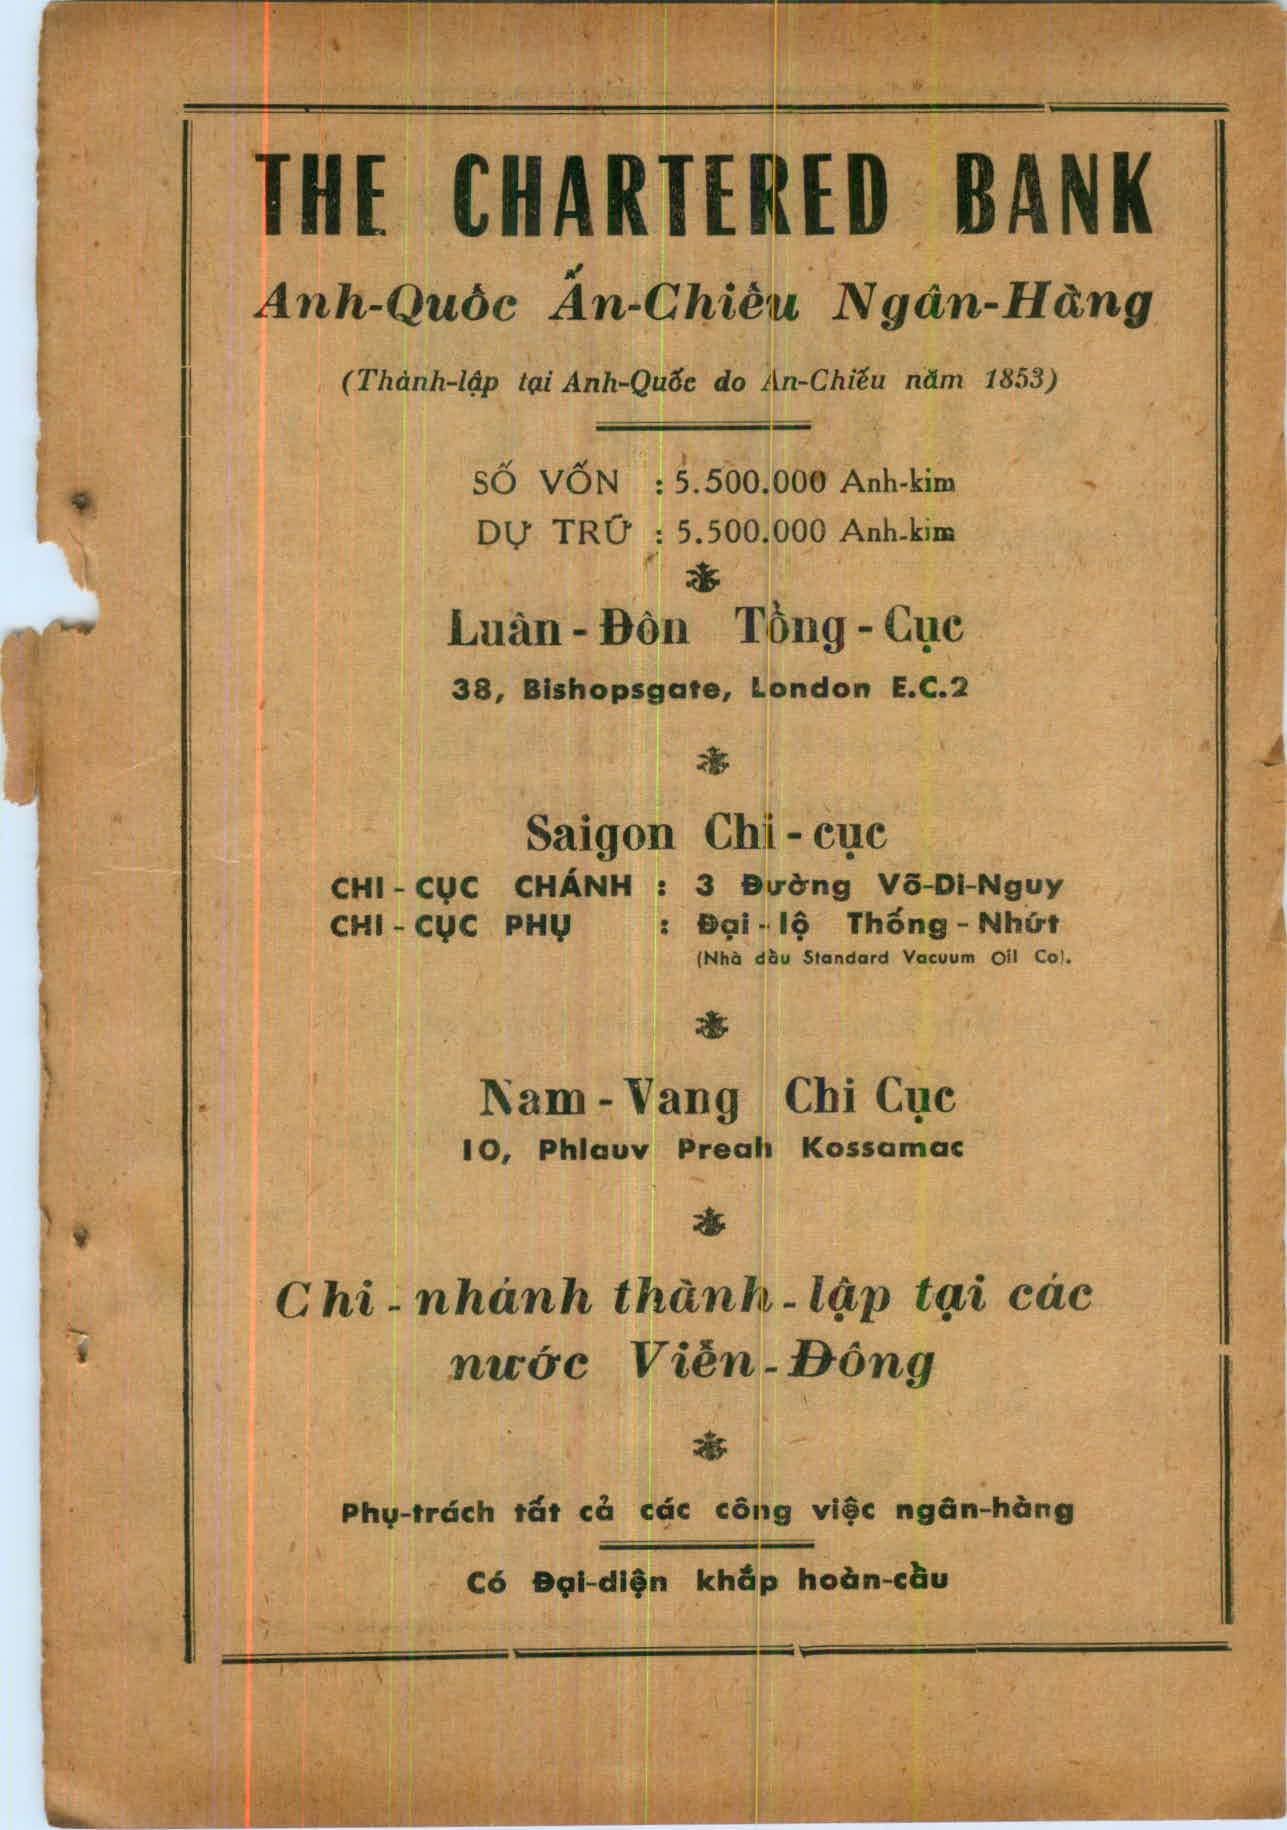 THE CHARTERED BANK
Anh-Quốc Ấn-Chiếu Ngân-Hàng
(Thành-lập tại Anh-Quốc do Ấn-Chiếu năm 1853)
SỐ VỐN : 5.500.000 Anh-kim
DỰ TRỮ : 5.500.000 Anh-kim
Luân-Đôn Tổng-Cục
38, Bishopsgate, London E.C.2
Saigon Chi-cục
CHI-CỤC CHÁNH : 3 Đường Võ-Di-Nguy
CHI-CỤC PHỤ : Đại-lộ Thống-Nhứt
(Nhà dầu Standard Vacuum Oil Co).
Nam-Vang Chi Cục
10, Phlauv Preah Kossamac
Chi-nhánh thành-lập tại các
nước Viễn-Đông
Phụ-trách tất cả các công việc ngân-hàng
Có Đại-diện khắp hoàn-cầu